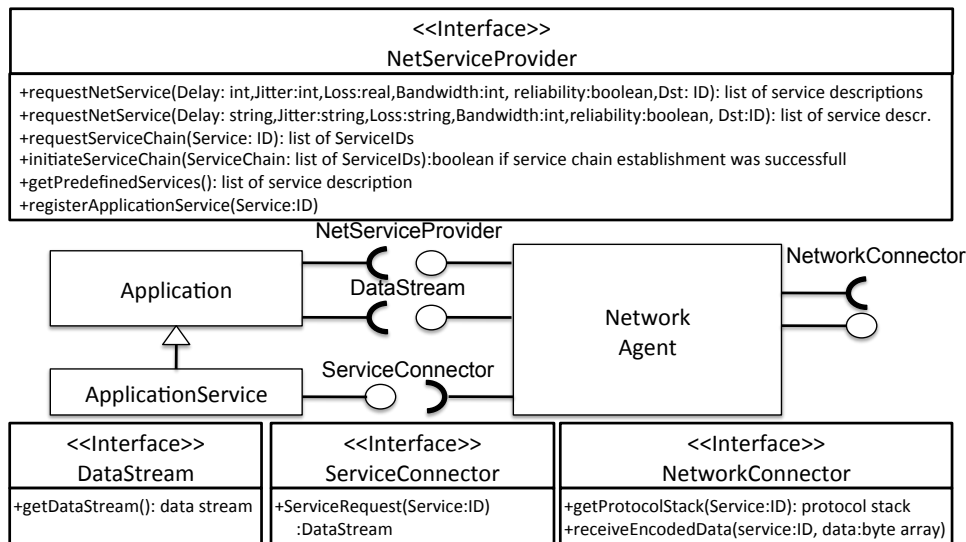 <<Interface>>
NetServiceProvider
+requestNetService(Delay: int,Jitter:int,Loss:real,Bandwidth:int, reliability:boolean,Dst: ID): list of service descriptions
+requestNetService(Delay: string,Jitter:string,Loss:string,Bandwidth:int,reliability:boolean, Dst:ID): list of service descr.
+requestServiceChain(Service: ID): list of ServiceIDs
+initiateServiceChain(ServiceChain: list of ServiceIDs):boolean if service chain establishment was successfull
+getPredefinedServices(): list of service description
+registerApplicationService(Service:ID)
NetServiceProvider
NetworkConnector
Application
DataStream
Network
Agent
ServiceConnector
ApplicationService
<<Interface>>
DataStream
+getDataStream(): data stream
<<Interface>>
ServiceConnector
+ServiceRequest(Service:ID)
:DataStream
<<Interface>>
NetworkConnector
+getProtocolStack(Service:ID): protocol stack
+receiveEncodedData(service:ID, data:byte array)